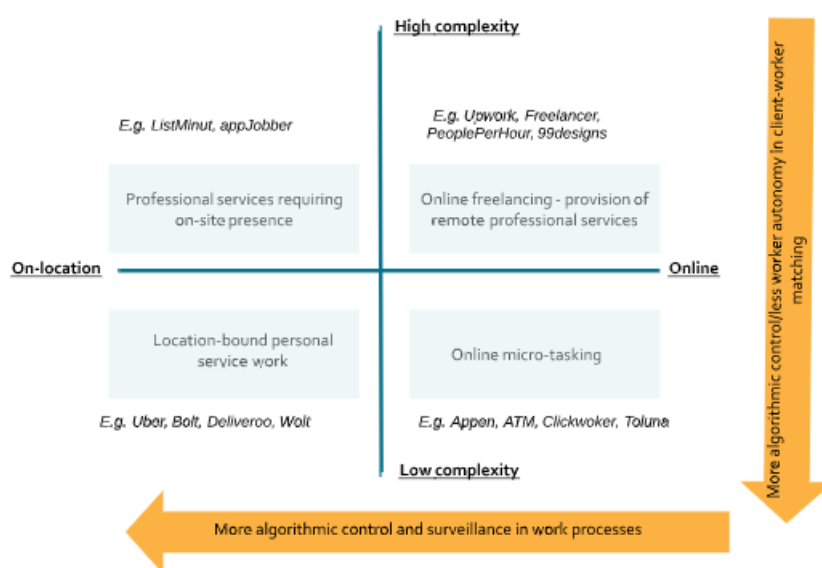 High complexity
E.g. ListMinut, appJobber
E.g. Upwork, Freelancer,
PeoplePerHour, 99designs
Professional services requiring
on-site presence
Online freelancing - provision of
remote professional services
On-location
Online
Location-bound personal
service work
Online micro-tasking
E.g. Uber, Bolt, Deliveroo, Wolt
E.g. Appen, ATM, Clickwoker, Toluna
Low complexity
More algorithmic control/less worker autonomy in client-worker
matching
More algorithmic control and surveillance in work processes